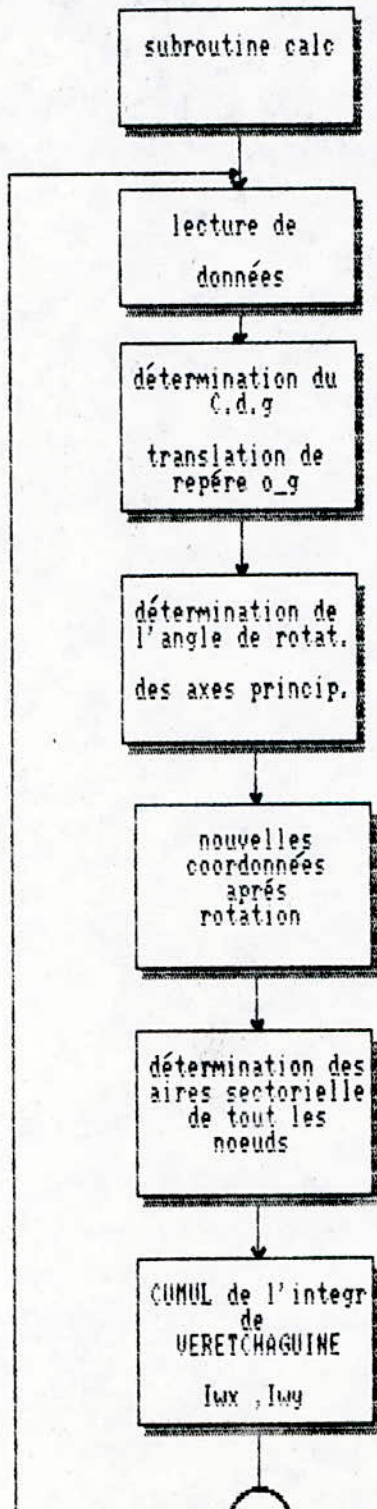 subroutine calc
lecture de
données
détermination du
C.d.g
translation de
repére o_g
détermination de
l'angle de rotat.
des axes princip.
nouvelles
coordonnées
aprés
rotation
détermination des
aires sectorielle
de tout les
noeuds
CUMUL de l'integr
de
VERETCHAGUINE
Iwx ,Iwy